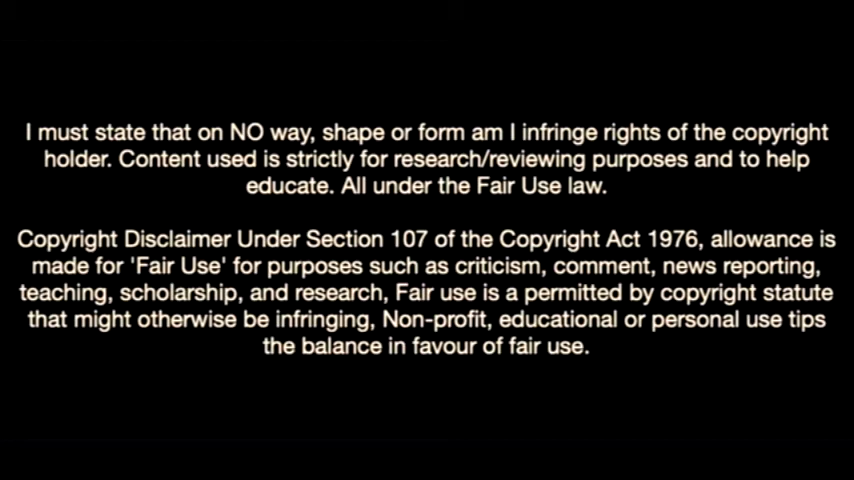 I must state that on NO way, shape or form am I infringe rights of the copyright
holder. Content used is strictly for research/reviewing purposes and to help
educate. All under the Fair Use law.
Copyright Disclaimer Under Section 107 of the Copyright Act 1976, allowance is
made for 'Fair Use' for purposes such as criticism, comment, news reporting,
teaching, scholarship, and research, Fair use is a permitted by copyright statute
that might otherwise be infringing, Non-profit, educational or personal use tips
the balance in favour of fair use.